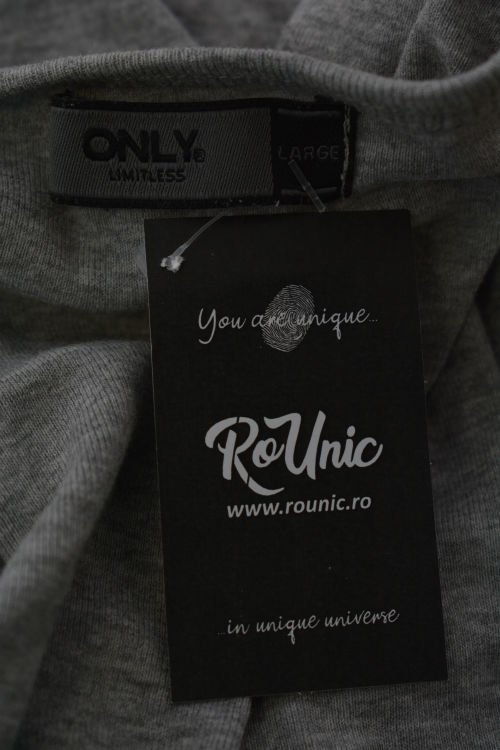 ONLY®
LIMITLESS
LARGE
You are unique...
RoUnic
www.rounic.ro
...in unique universe